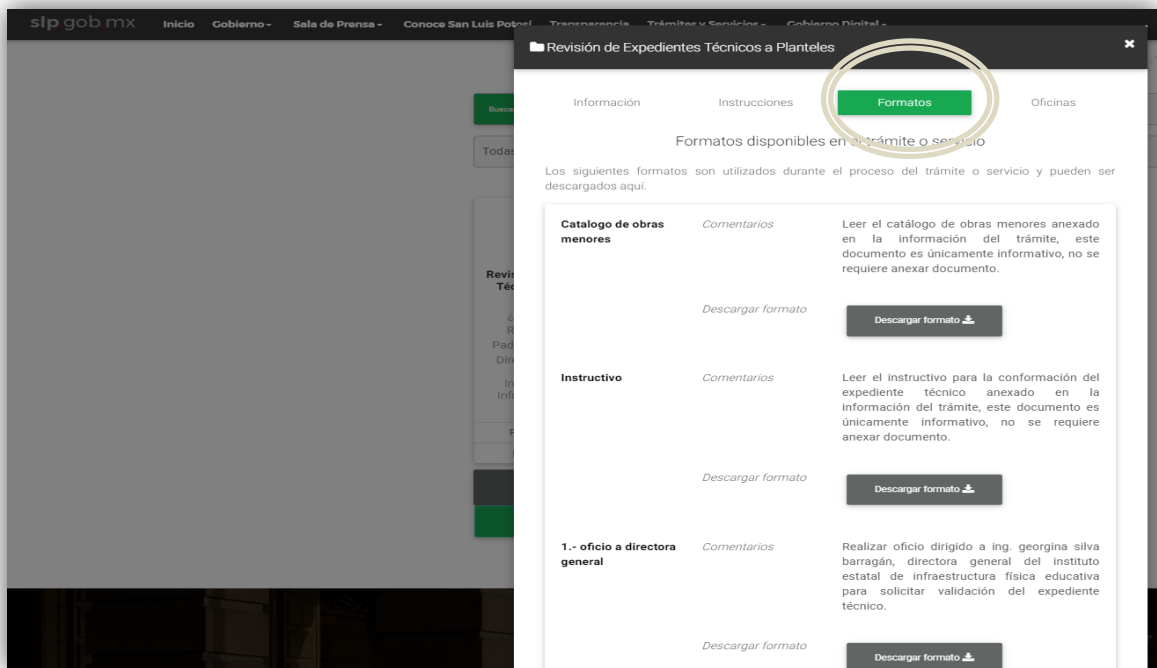 slp gob mx Inicio Gobierno Sala de Prensa Conoce San Luis Potosí Transparencia Trámites y Servicios Gobierno Digital
Revisión de Expedientes Técnicos a Planteles
Información Instrucciones Formatos Oficinas
Formatos disponibles en el trámite o servicio
Los siguientes formatos son utilizados durante el proceso del trámite o servicio y pueden ser
descargados aquí.
Catalogo de obras
menores
Comentarios
Leer el catálogo de obras menores anexado
en la información del trámite, este
documento es únicamente informativo, no se
requiere anexar documento.
Descargar formato
Descargar formato
Instructivo
Comentarios
Leer el instructivo para la conformación del
expediente técnico anexado en la
información del trámite, este documento es
únicamente informativo, no se requiere
anexar documento.
Descargar formato
Descargar formato
1.- oficio a directora
general
Comentarios
Realizar oficio dirigido a ing. georgina silva
barragán, directora general del instituto
estatal de infraestructura física educativa
para solicitar validación del expediente
técnico.
Descargar formato
Descargar formato